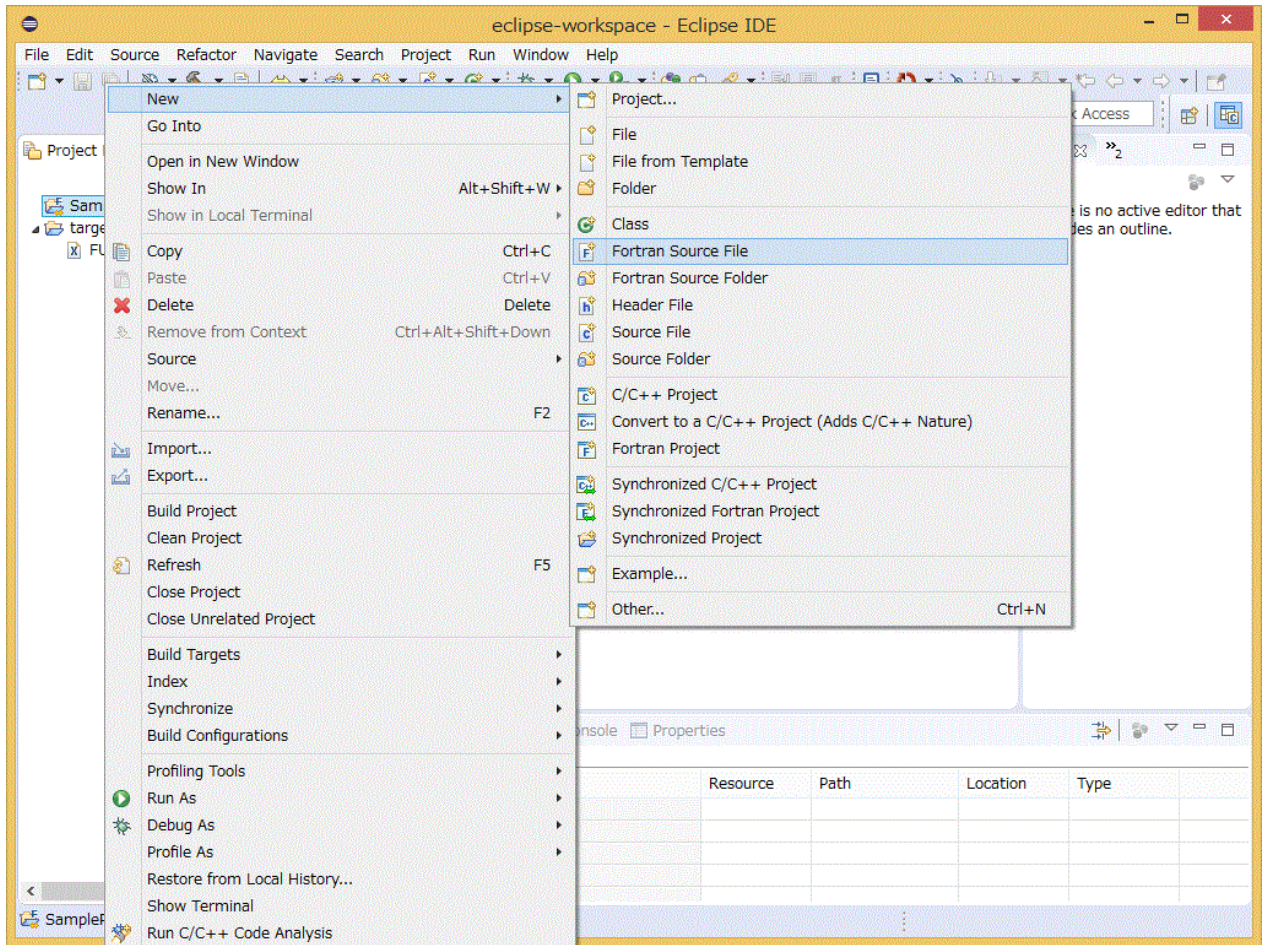 eclipse-workspace - Eclipse IDE
File Edit Source Refactor Navigate Search Project Run Window Help
New
Go Into
Open in New Window
Show In Alt+Shift+W
Show in Local Terminal
Copy Ctrl+C
Paste Ctrl+V
Delete Delete
Remove from Context Ctrl+Alt+Shift+Down
Source
Move...
Rename... F2
Import...
Export...
Build Project
Clean Project
Refresh F5
Close Project
Close Unrelated Project
Build Targets
Index
Synchronize
Build Configurations
Profiling Tools
Run As
Debug As
Profile As
Restore from Local History...
Show Terminal
Run C/C++ Code Analysis
Project...
File
File from Template
Folder
Class
Fortran Source File
Fortran Source Folder
Header File
Source File
Source Folder
C/C++ Project
Convert to a C/C++ Project (Adds C/C++ Nature)
Fortran Project
Synchronized C/C++ Project
Synchronized Fortran Project
Synchronized Project
Example...
Other... Ctrl+N
Access
Project
Sam
targe
FU
»2
is no active editor that
des an outline.
onsole Properties
Resource Path Location Type
SampleP